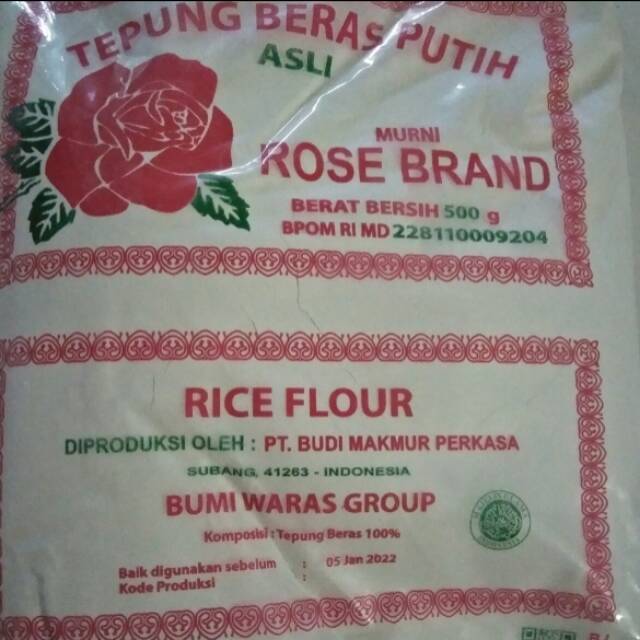 TEPUNG BERAS PUTIH
ASLI
MURNI
ROSE BRAND
BERAT BERSIH 500 g
BPOM RI MD 228110009204
RICE FLOUR
DIPRODUKSI OLEH : PT. BUDI MAKMUR PERKASA
SUBANG, 41263 - INDONESIA
BUMI WARAS GROUP
Komposisi : Tepung Beras 100%
Baik digunakan sebelum : 05 Jan 2022
Kode Produksi :